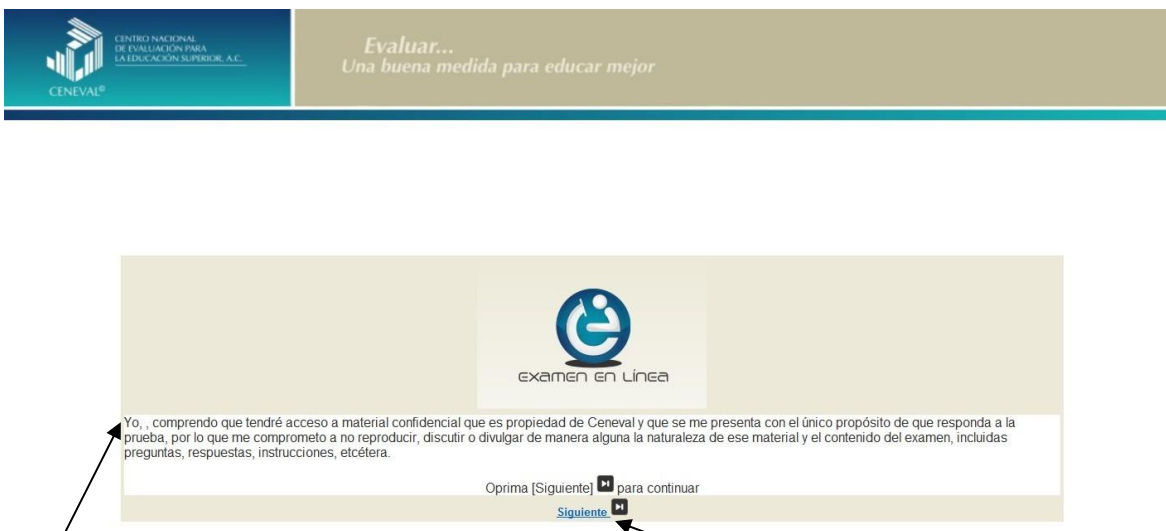 CENTRO NACIONAL
DE EVALUACIÓN PARA
LA EDUCACIÓN SUPERIOR, A.C.
CENEVAL®
Evaluar...
Una buena medida para educar mejor
EXAMEN EN LÍNEA
Yo, , comprendo que tendré acceso a material confidencial que es propiedad de Ceneval y que se me presenta con el único propósito de que responda a la
prueba, por lo que me comprometo a no reproducir, discutir o divulgar de manera alguna la naturaleza de ese material y el contenido del examen, incluidas
preguntas, respuestas, instrucciones, etcétera.
Oprima [Siguiente] para continuar
Siguiente